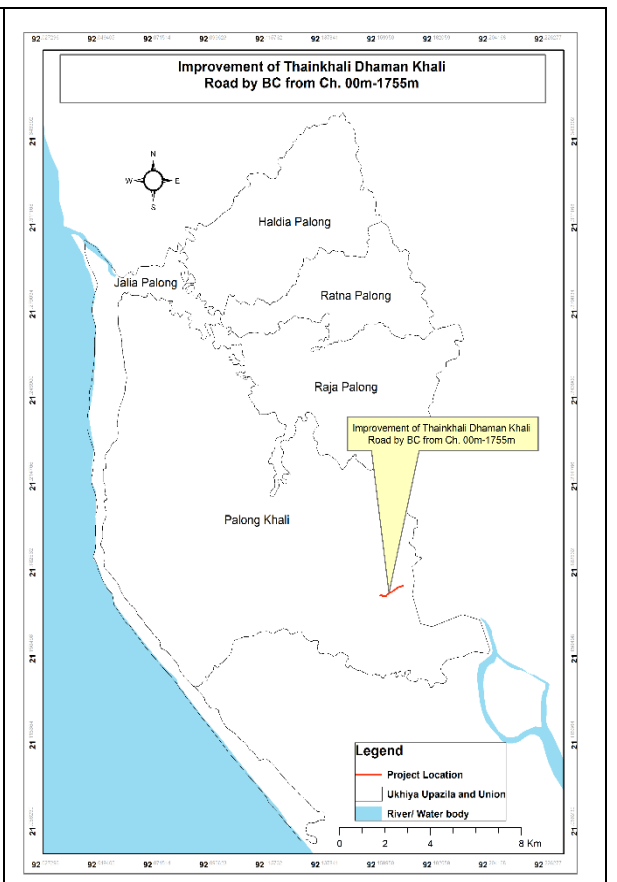 Improvement of Thainkhali Dhaman Khali
Road by BC from Ch. 00m-1755m
N
W
E
S
Haldia Palong
Jalia Palong
Ratna Palong
Raja Palong
Improvement of Thainkhali Dhaman Khali
Road by BC from Ch. 00m-1755m
Palong Khali
Legend
Project Location
Ukhiya Upazila and Union
River/ Water body
0 2 4 8 Km